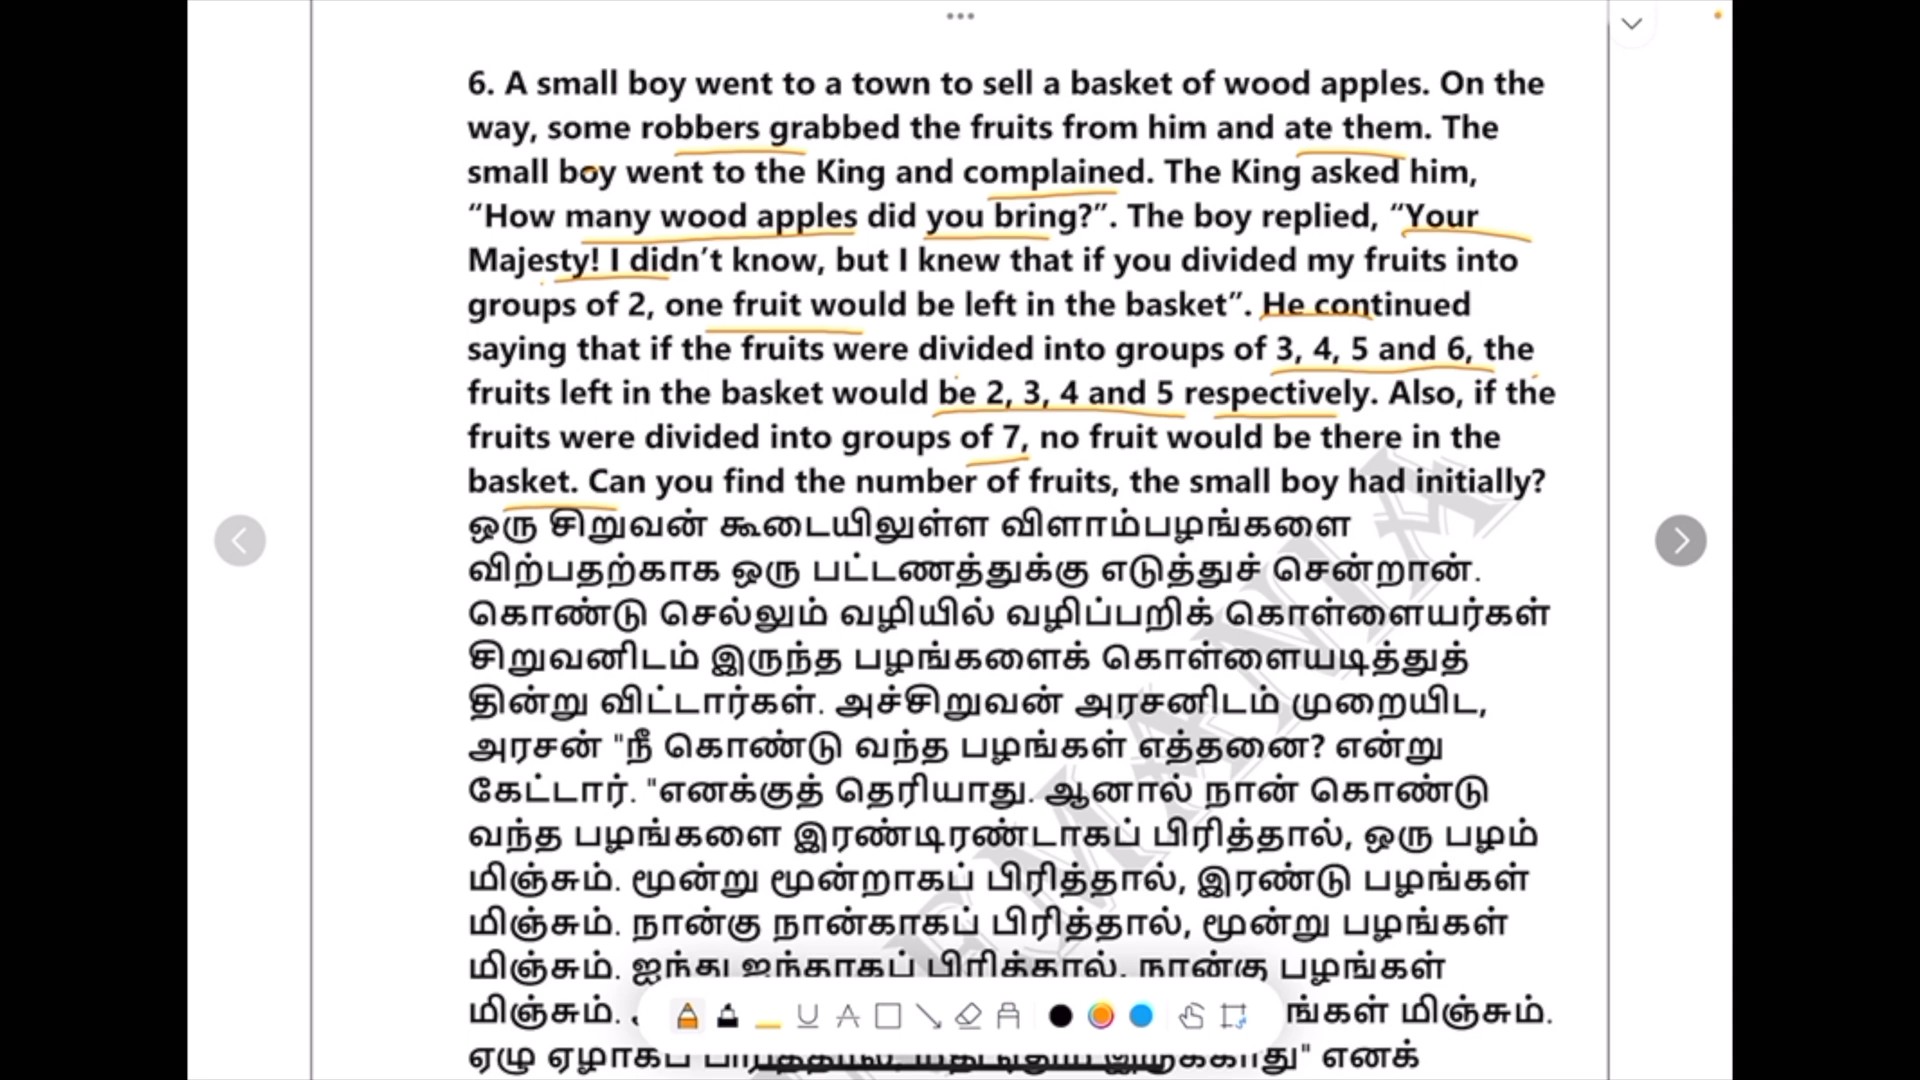 6. A small boy went to a town to sell a basket of wood apples. On the
way, some robbers grabbed the fruits from him and ate them. The
small boy went to the King and complained. The King asked him,
“How many wood apples did you bring?”. The boy replied, “Your
Majesty! I didn’t know, but I knew that if you divided my fruits into
groups of 2, one fruit would be left in the basket”. He continued
saying that if the fruits were divided into groups of 3, 4, 5 and 6, the
fruits left in the basket would be 2, 3, 4 and 5 respectively. Also, if the
fruits were divided into groups of 7, no fruit would be there in the
basket. Can you find the number of fruits, the small boy had initially?
ஒரு சிறுவன் கூடையிலுள்ள விளாம்பழங்களை
விற்பதற்காக ஒரு பட்டணத்துக்கு எடுத்துச் சென்றான்.
கொண்டு செல்லும் வழியில் வழிப்பறிக் கொள்ளையர்கள்
சிறுவனிடம் இருந்த பழங்களைக் கொள்ளையடித்துத்
தின்று விட்டார்கள். அச்சிறுவன் அரசனிடம் முறையிட,
அரசன் "நீ கொண்டு வந்த பழங்கள் எத்தனை? என்று
கேட்டார். "எனக்குத் தெரியாது. ஆனால் நான் கொண்டு
வந்த பழங்களை இரண்டிரண்டாகப் பிரித்தால், ஒரு பழம்
மிஞ்சும். மூன்று மூன்றாகப் பிரித்தால், இரண்டு பழங்கள்
மிஞ்சும். நான்கு நான்காகப் பிரித்தால், மூன்று பழங்கள்
மிஞ்சும். ஐந்து ஐந்தாகப் பிரித்தால், நான்கு பழங்கள்
மிஞ்சும். ங்கள் மிஞ்சும்.
ஏழு ஏழாகப் எனக்